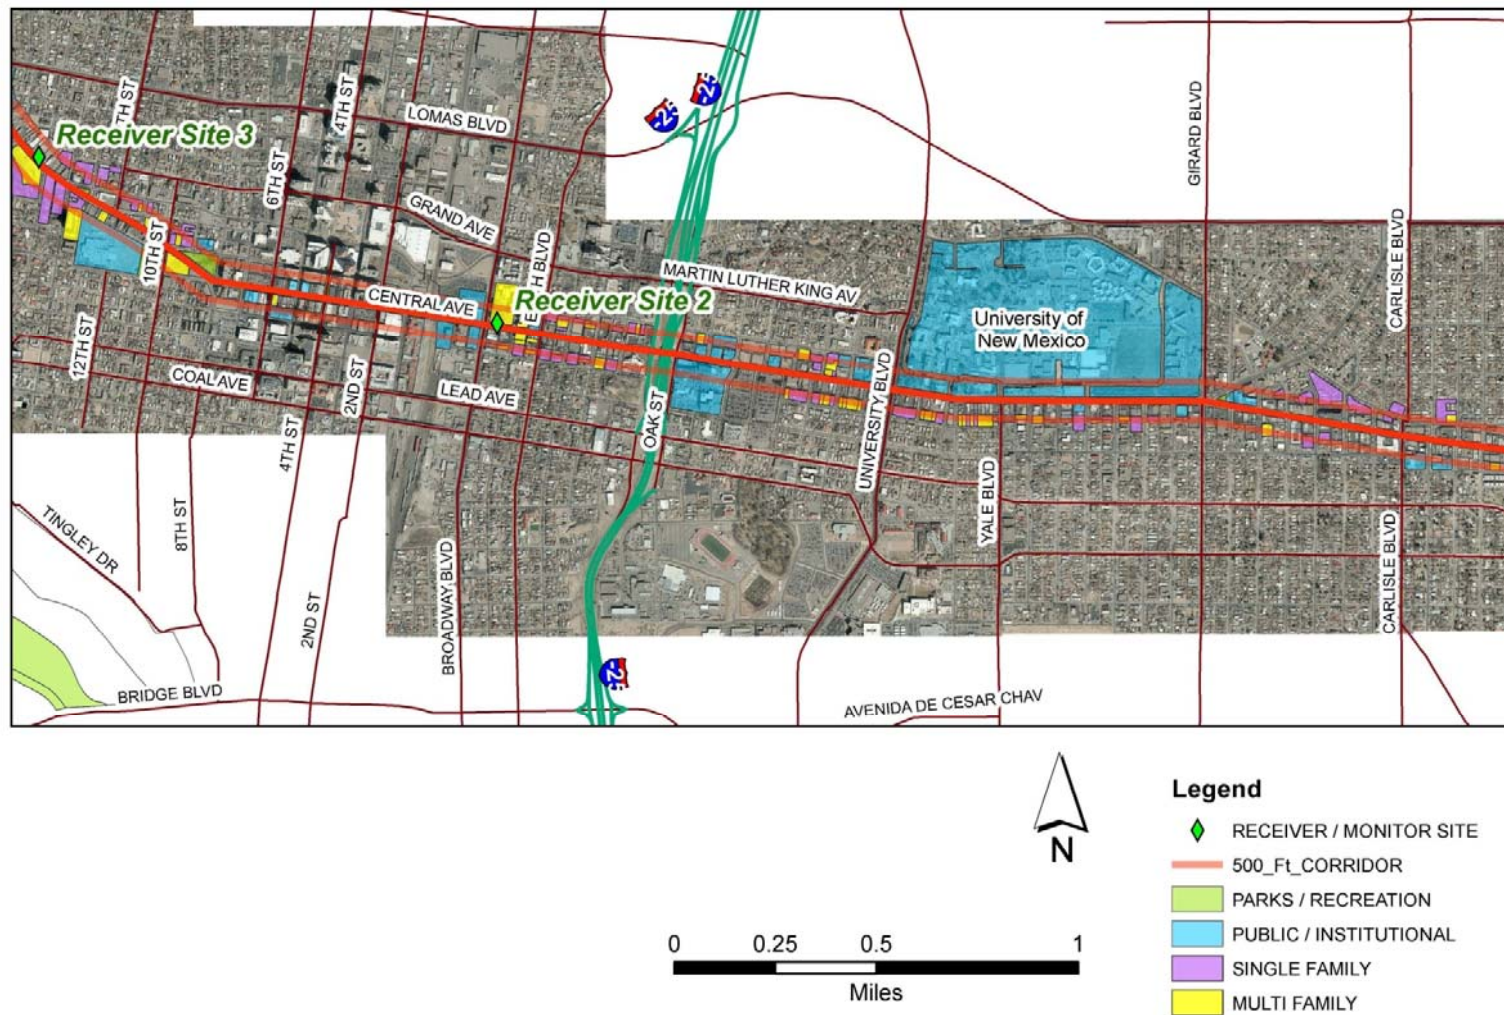 7TH ST
4TH ST
LOMAS BLVD
GIRARD BLVD
Receiver Site 3
6TH ST
GRAND AVE
CARLISLE BLVD
10TH ST
MARTIN LUTHER KING AV
CENTRAL AVE
Receiver Site 2
University of
New Mexico
12TH ST
COAL AVE
2ND ST
LEAD AVE
OAK ST
UNIVERSITY BLVD
4TH ST
YALE BLVD
8TH ST
TINGLEY DR
2ND ST
BROADWAY BLVD
CARLISLE BLVD
BRIDGE BLVD
AVENIDA DE CESAR CHAV
N
Legend
RECEIVER / MONITOR SITE
500_Ft_CORRIDOR
PARKS / RECREATION
PUBLIC / INSTITUTIONAL
SINGLE FAMILY
MULTI FAMILY
0 0.25 0.5 1
Miles